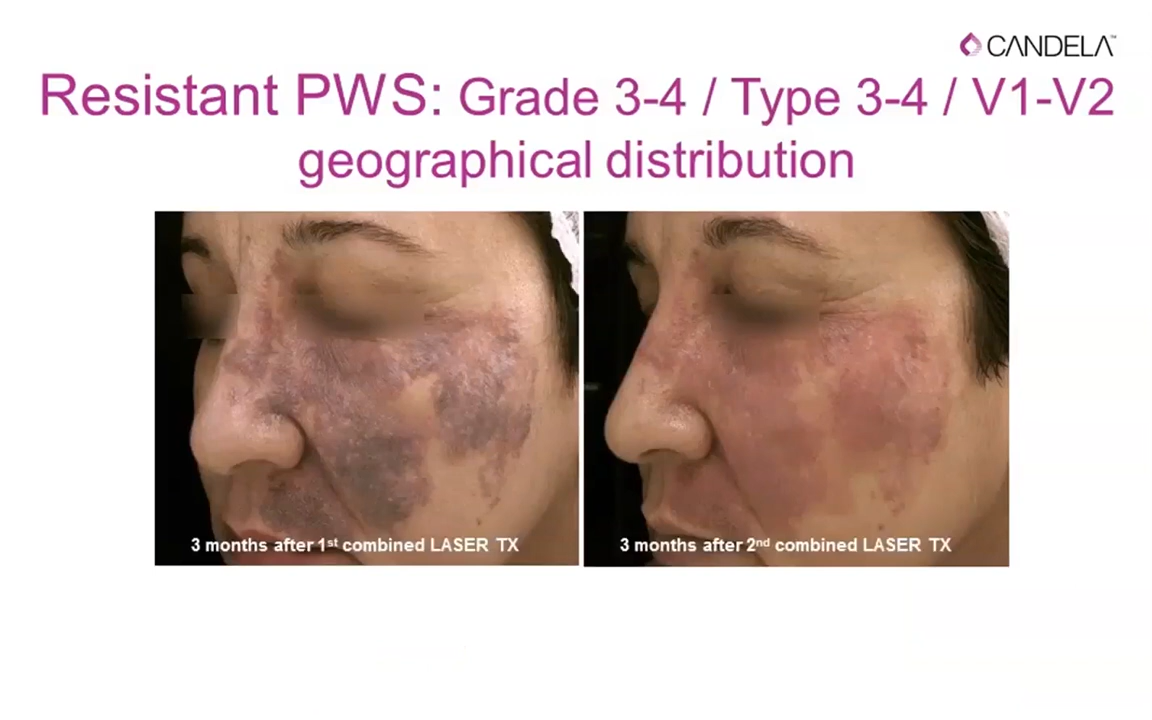 CANDELA™
Resistant PWS: Grade 3-4 / Type 3-4 / V1-V2
geographical distribution
3 months after 1st combined LASER TX
3 months after 2nd combined LASER TX